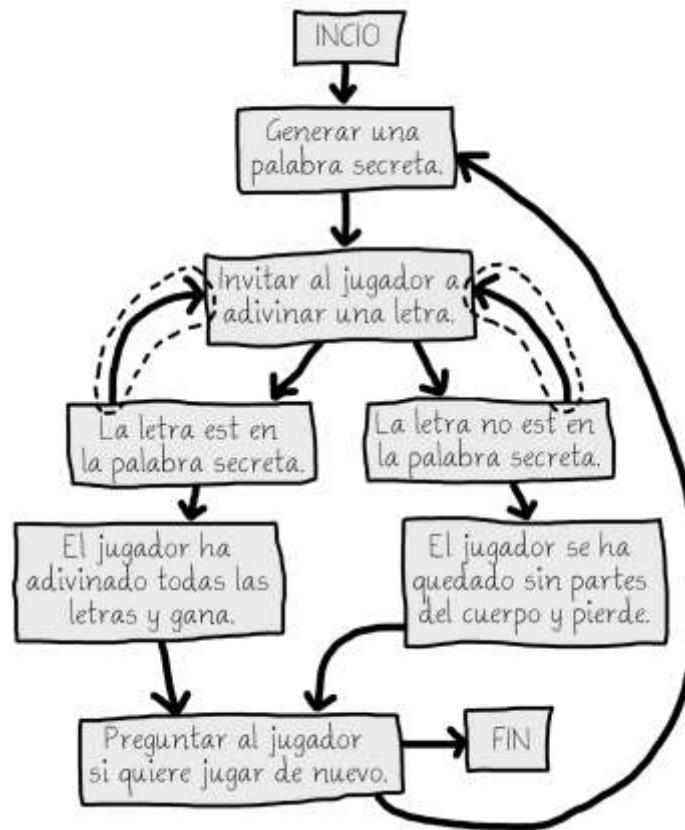 INCIO
Generar una
palabra secreta.
Invitar al jugador a
adivinar una letra.
La letra est en
la palabra secreta.
La letra no est en
la palabra secreta.
El jugador ha
adivinado todas las
letras y gana.
El jugador se ha
quedado sin partes
del cuerpo y pierde.
Preguntar al jugador
si quiere jugar de nuevo.
FIN